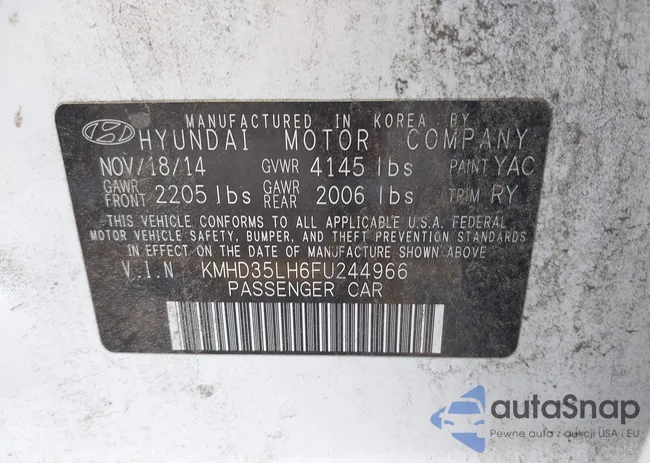 MANUFACTURED IN KOREA BY
HYUNDAI MOTOR COMPANY
NOV/18/14 GVWR 4145 lbs PAINT YAC
GAWR FRONT 2205 lbs GAWR REAR 2006 lbs TRIM RY
THIS VEHICLE CONFORMS TO ALL APPLICABLE U.S.A. FEDERAL
MOTOR VEHICLE SAFETY, BUMPER, AND THEFT PREVENTION
STANDARDS IN EFFECT ON THE DATE OF MANUFACTURE SHOWN ABOVE
V.I.N KMHD35LH6FU244966
PASSENGER CAR
autaSnap
Pewne auta z aukcji USA i EU